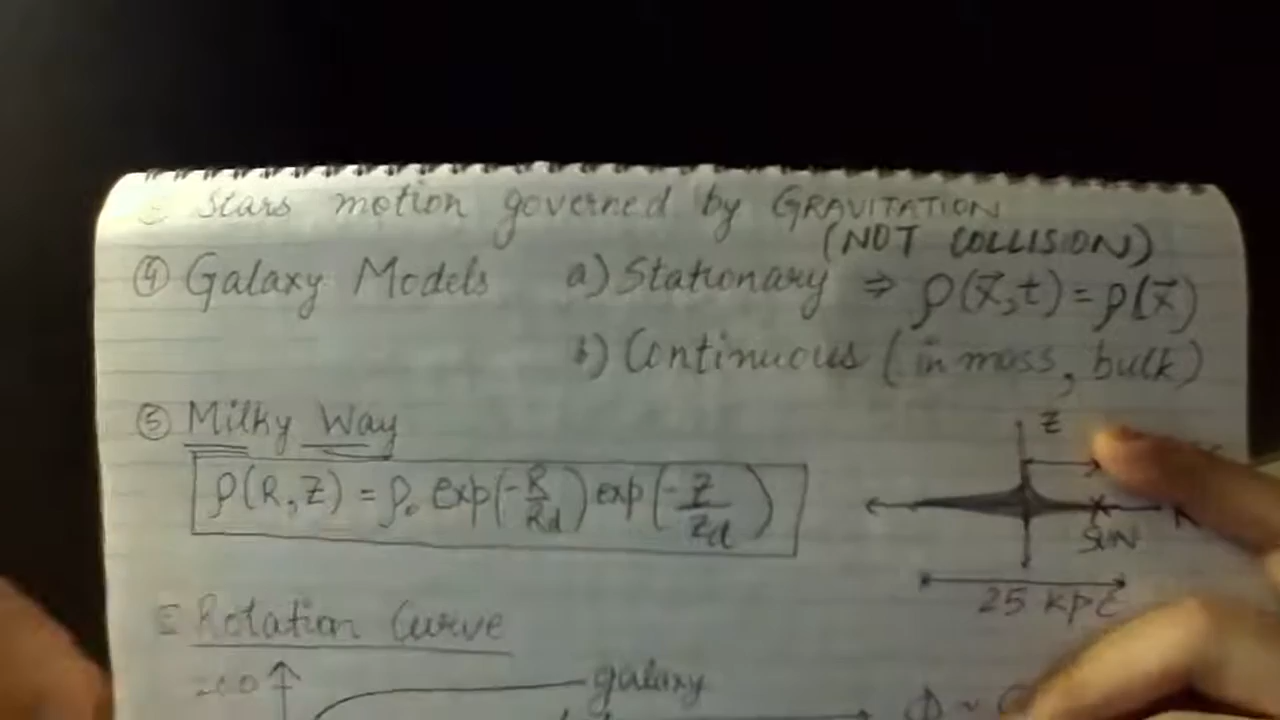 Stars motion governed by GRAVITATION
(NOT COLLISION)
④ Galaxy Models a) Stationary ⇒ ρ(x⃗,t) = ρ(x⃗)
b) Continuous (in mass, bulk)
⑤ Milky Way
ρ(R,Z) = ρ₀ exp(-R/Rd) exp(-Z/Zd)
Z
SUN
25 kpc
Rotation Curve
galaxy